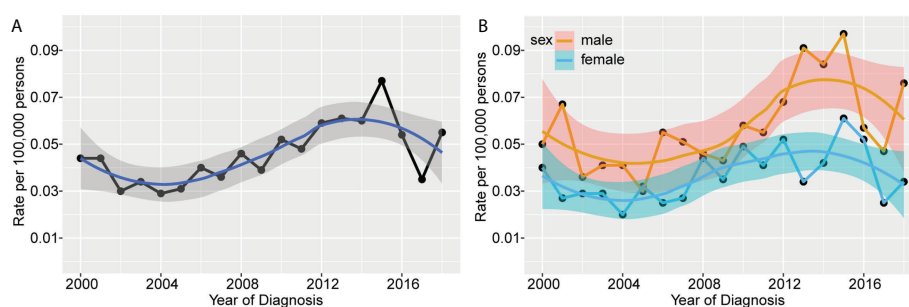 A
Rate per 100,000 persons
0.09
0.07
0.05
0.03
0.01
2000 2004 2008 2012 2016
Year of Diagnosis
B
sex
male
female
Rate per 100,000 persons
0.09
0.07
0.05
0.03
0.01
2000 2004 2008 2012 2016
Year of Diagnosis